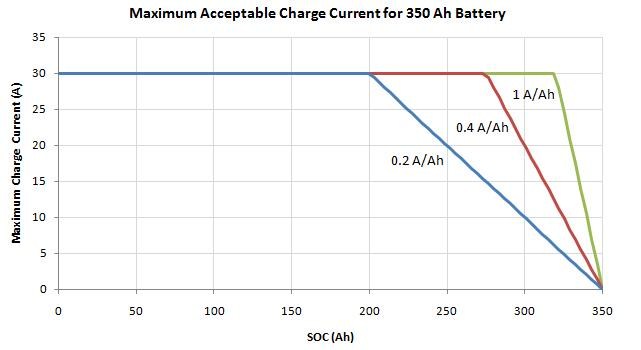 Maximum Acceptable Charge Current for 350 Ah Battery
35
30
25
20
15
10
5
0
Maximum Charge Current (A)
1 A/Ah
0.4 A/Ah
0.2 A/Ah
0 50 100 150 200 250 300 350
SOC (Ah)